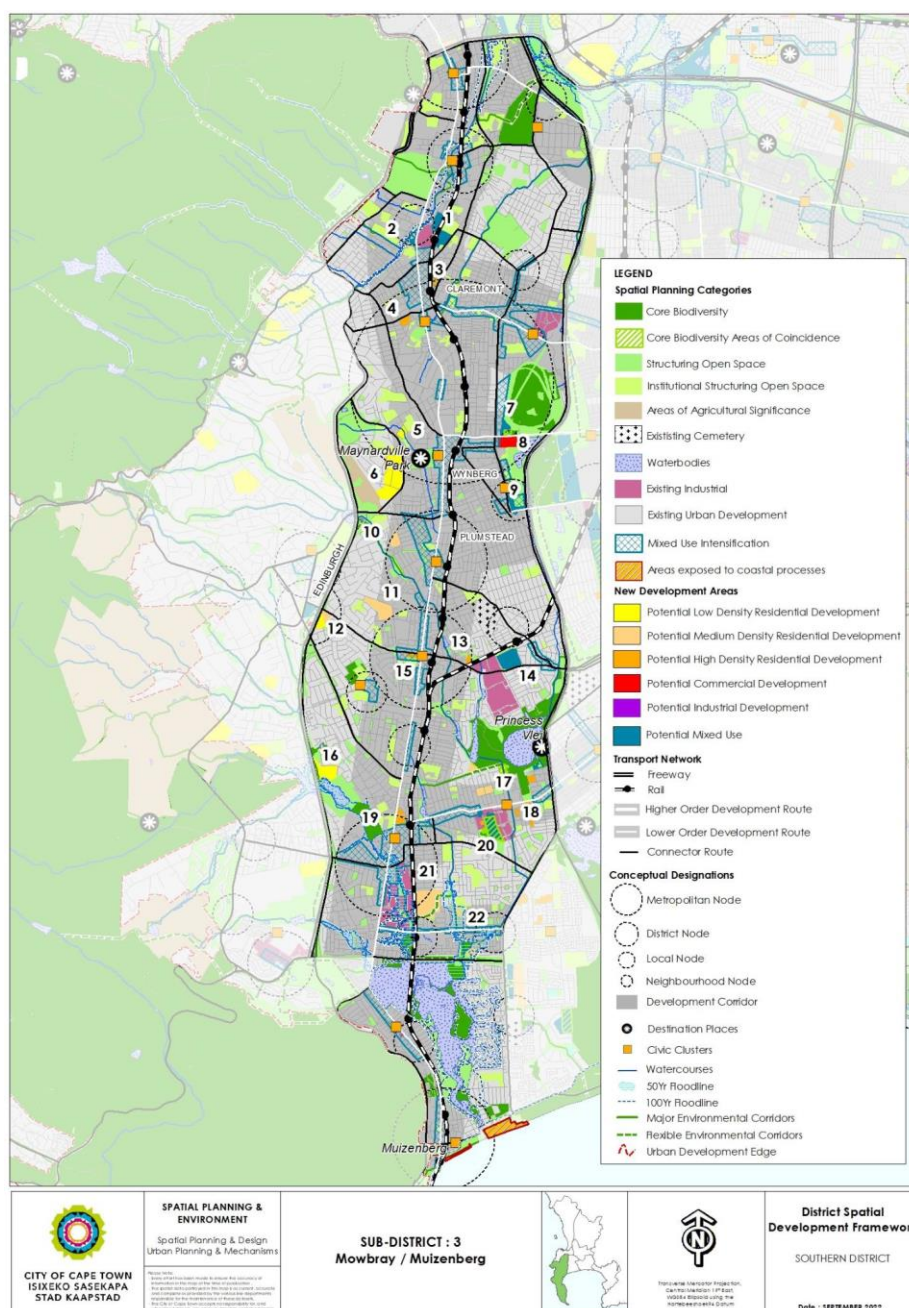 1
2
3
CLAREMONT
4
7
5
8
Maynardville
Park
6
WYNBERG
9
10
PLUMSTEAD
EDINBURGH
11
12
13
15
14
Princess
Vlei
16
17
18
19
20
21
22
Muizenberg
LEGEND
Spatial Planning Categories
Core Biodiversity
Core Biodiversity Areas of Coincidence
Structuring Open Space
Institutional Structuring Open Space
Areas of Agricultural Significance
Exististing Cemetery
Waterbodies
Existing Industrial
Existing Urban Development
Mixed Use Intensification
Areas exposed to coastal processes
New Development Areas
Potential Low Density Residential Development
Potential Medium Density Residential Development
Potential High Density Residential Development
Potential Commercial Development
Potential Industrial Development
Potential Mixed Use
Transport Network
Freeway
Rail
Higher Order Development Route
Lower Order Development Route
Connector Route
Conceptual Designations
Metropolitan Node
District Node
Local Node
Neighbourhood Node
Development Corridor
Destination Places
Civic Clusters
Watercourses
50Yr Floodline
100Yr Floodline
Major Environmental Corridors
Flexible Environmental Corridors
Urban Development Edge
CITY OF CAPE TOWN
ISIXEKO SASEKAPA
STAD KAAPSTAD
SPATIAL PLANNING &
ENVIRONMENT
Spatial Planning & Design
Urban Planning & Mechanisms
SUB-DISTRICT : 3
Mowbray / Muizenberg
N
Transverse Mercator Projection,
District Spatial
Development Framework
SOUTHERN DISTRICT
Date : SEPTEMBER 2022